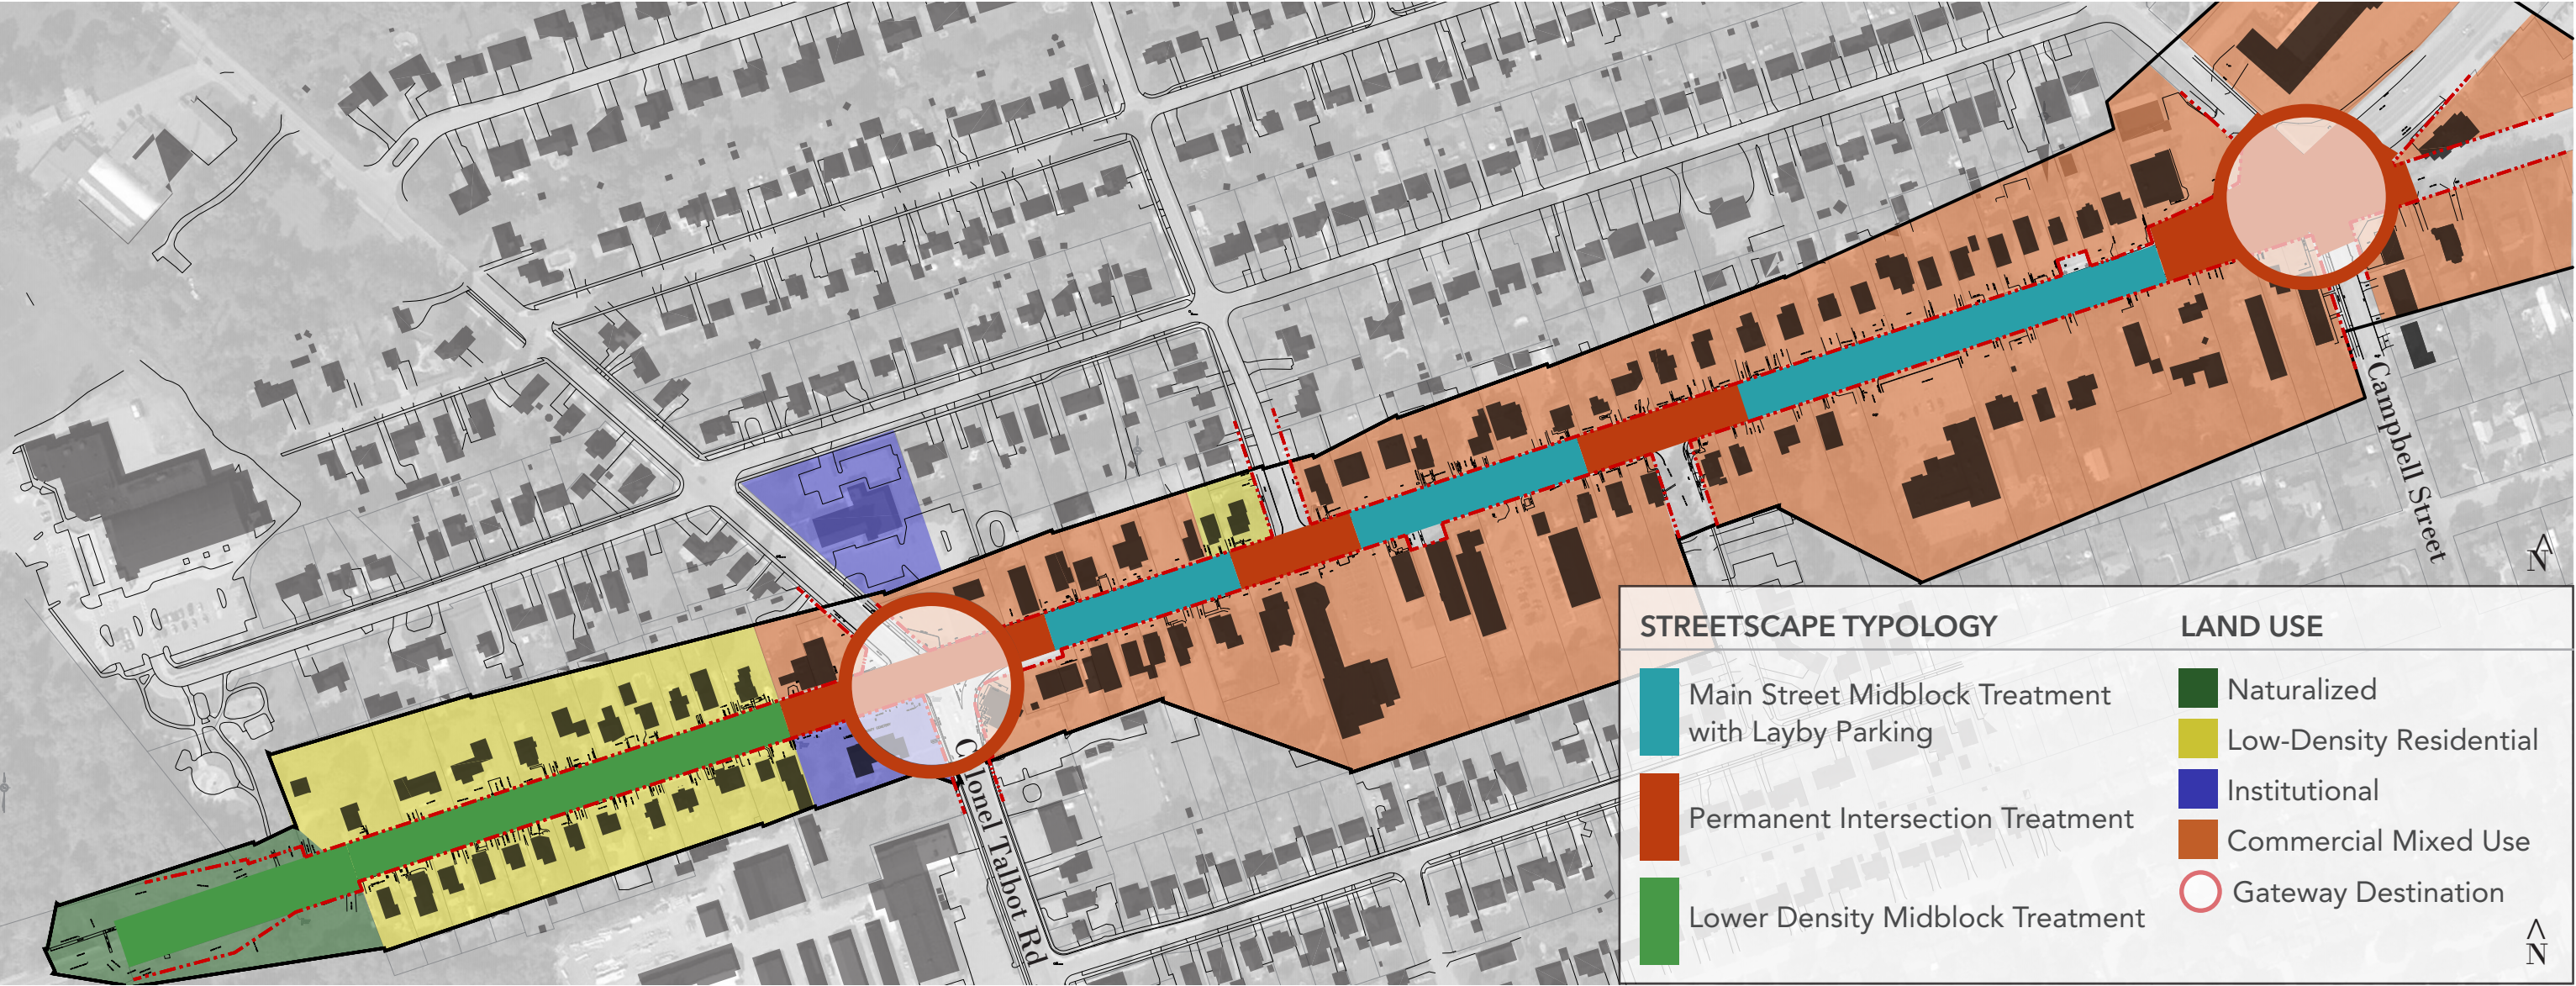 Campbell Street
N
Colonel Talbot Rd
STREETSCAPE TYPOLOGY
Main Street Midblock Treatment
with Layby Parking
Permanent Intersection Treatment
Lower Density Midblock Treatment
LAND USE
Naturalized
Low-Density Residential
Institutional
Commercial Mixed Use
Gateway Destination
N